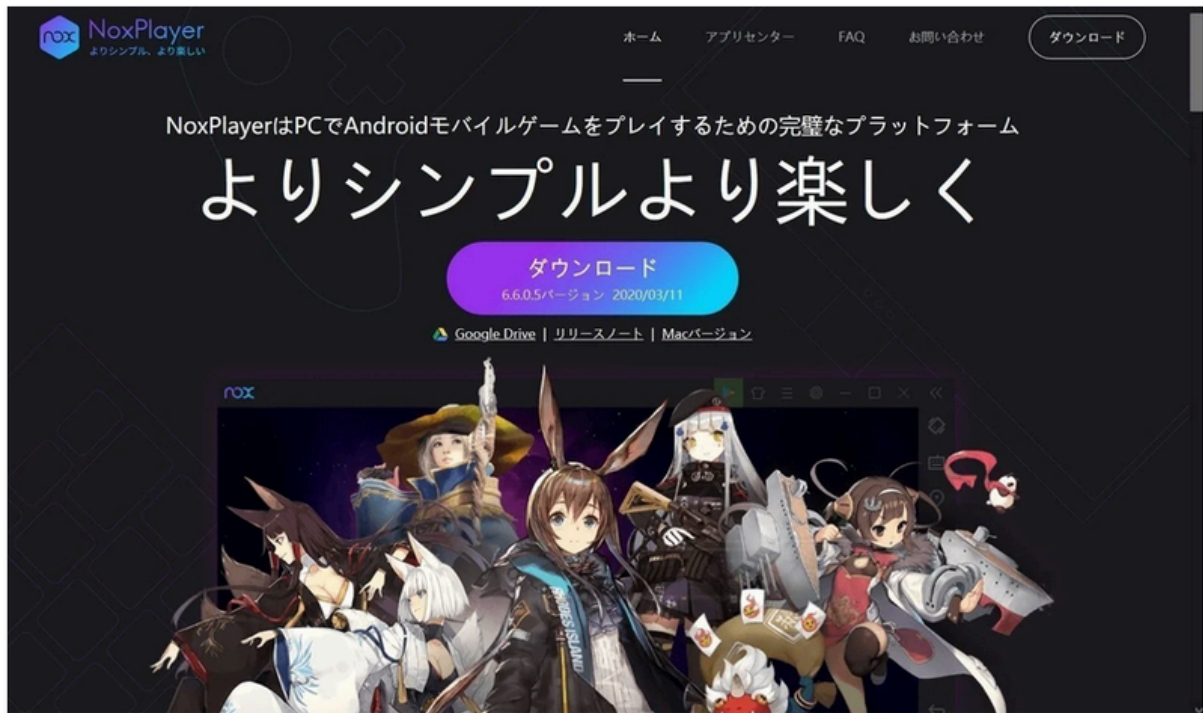 nox NoxPlayer
よりシンプル、より楽しい
ホーム アプリセンター FAQ お問い合わせ ダウンロード
NoxPlayerはPCでAndroidモバイルゲームをプレイするための完璧なプラットフォーム
よりシンプルより楽しく
ダウンロード
6.6.0.5バージョン 2020/03/11
Google Drive | リリースノート | Macバージョン
nox
RHODES ISLAND